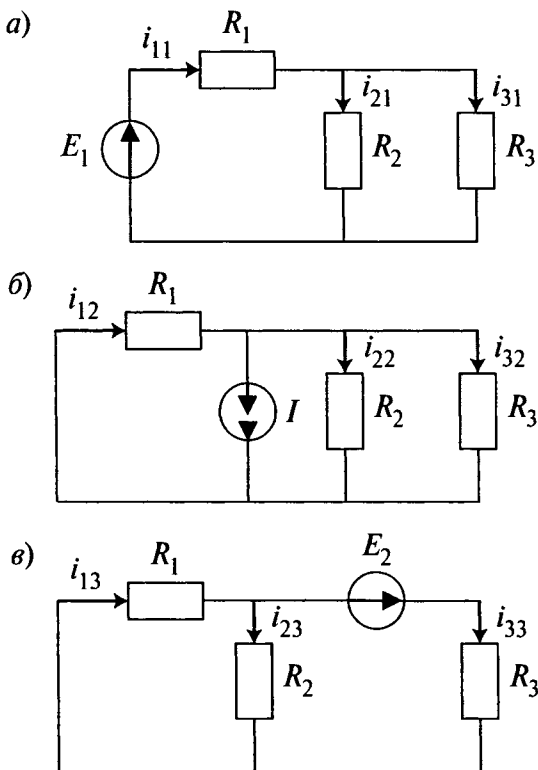 а)
i₁₁ R₁
i₂₁ i₃₁
E₁ R₂ R₃
б)
i₁₂ R₁
i₂₂ i₃₂
I R₂ R₃
в)
i₁₃ R₁ E₂
i₂₃ i₃₃
R₂ R₃